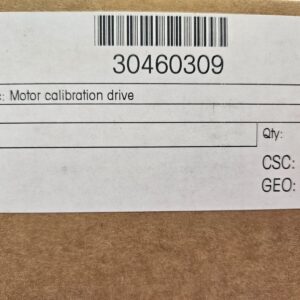 30460309
: Motor calibration drive
Qty:
CSC:
GEO: